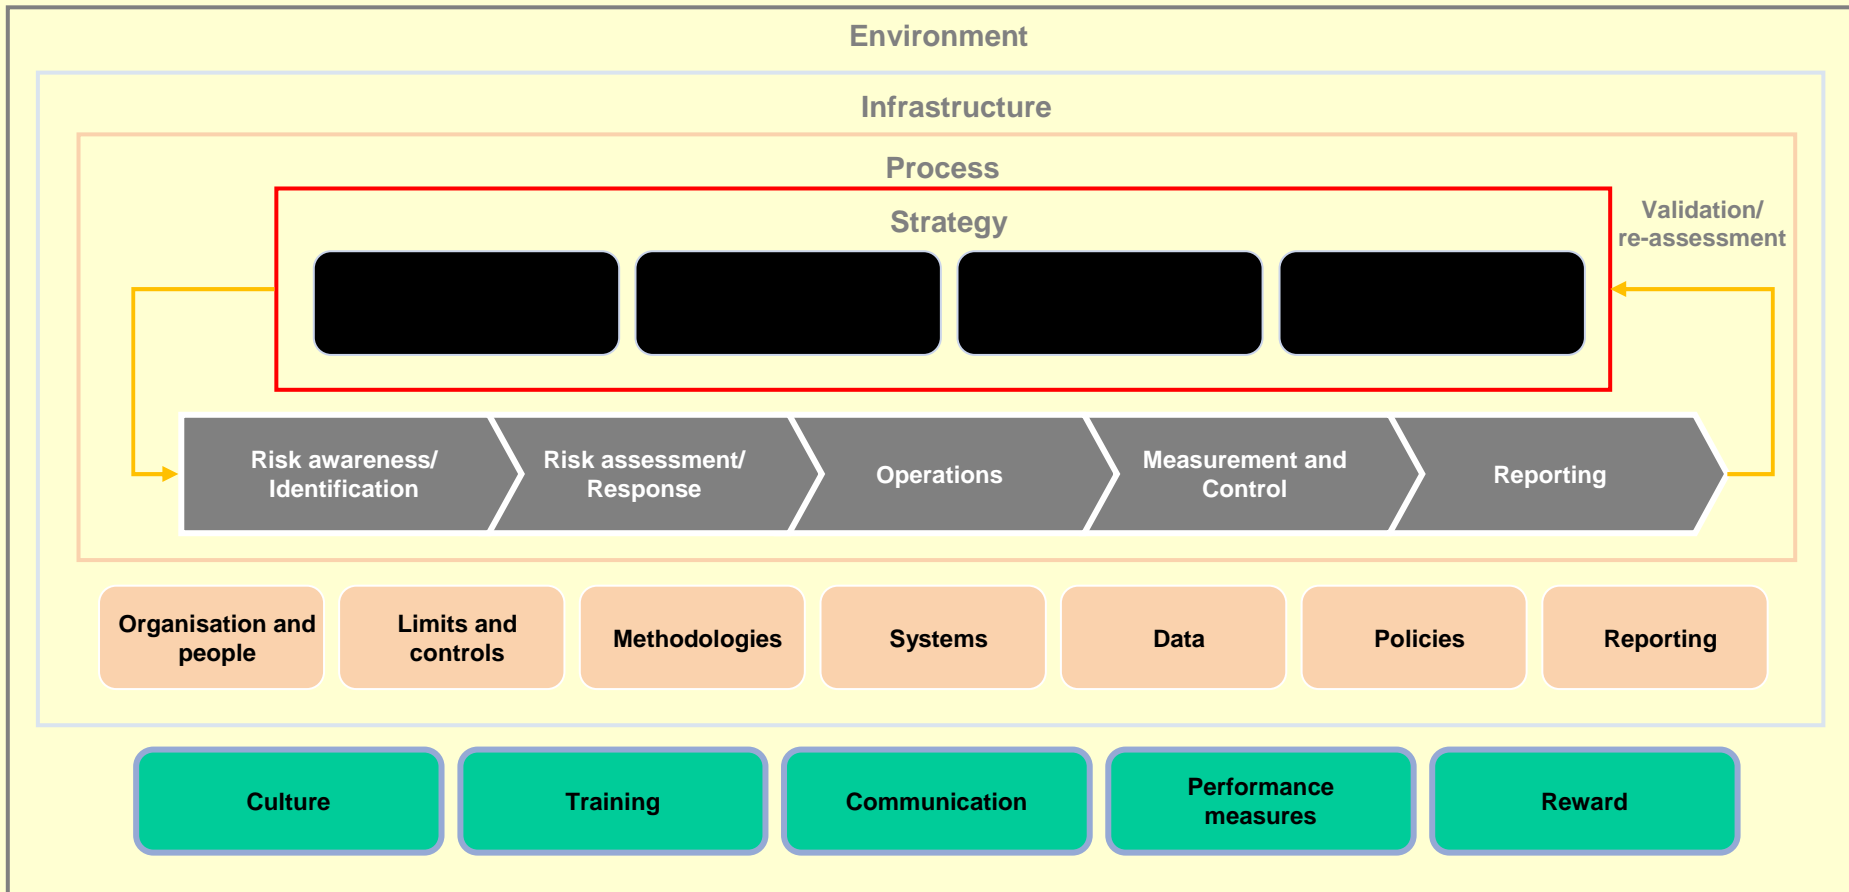 Environment
Infrastructure
Process
Strategy
Validation/
re-assessment
Risk awareness/
Identification
Risk assessment/
Response
Operations
Measurement and
Control
Reporting
Organisation and
people
Limits and
controls
Methodologies
Systems
Data
Policies
Reporting
Culture
Training
Communication
Performance
measures
Reward